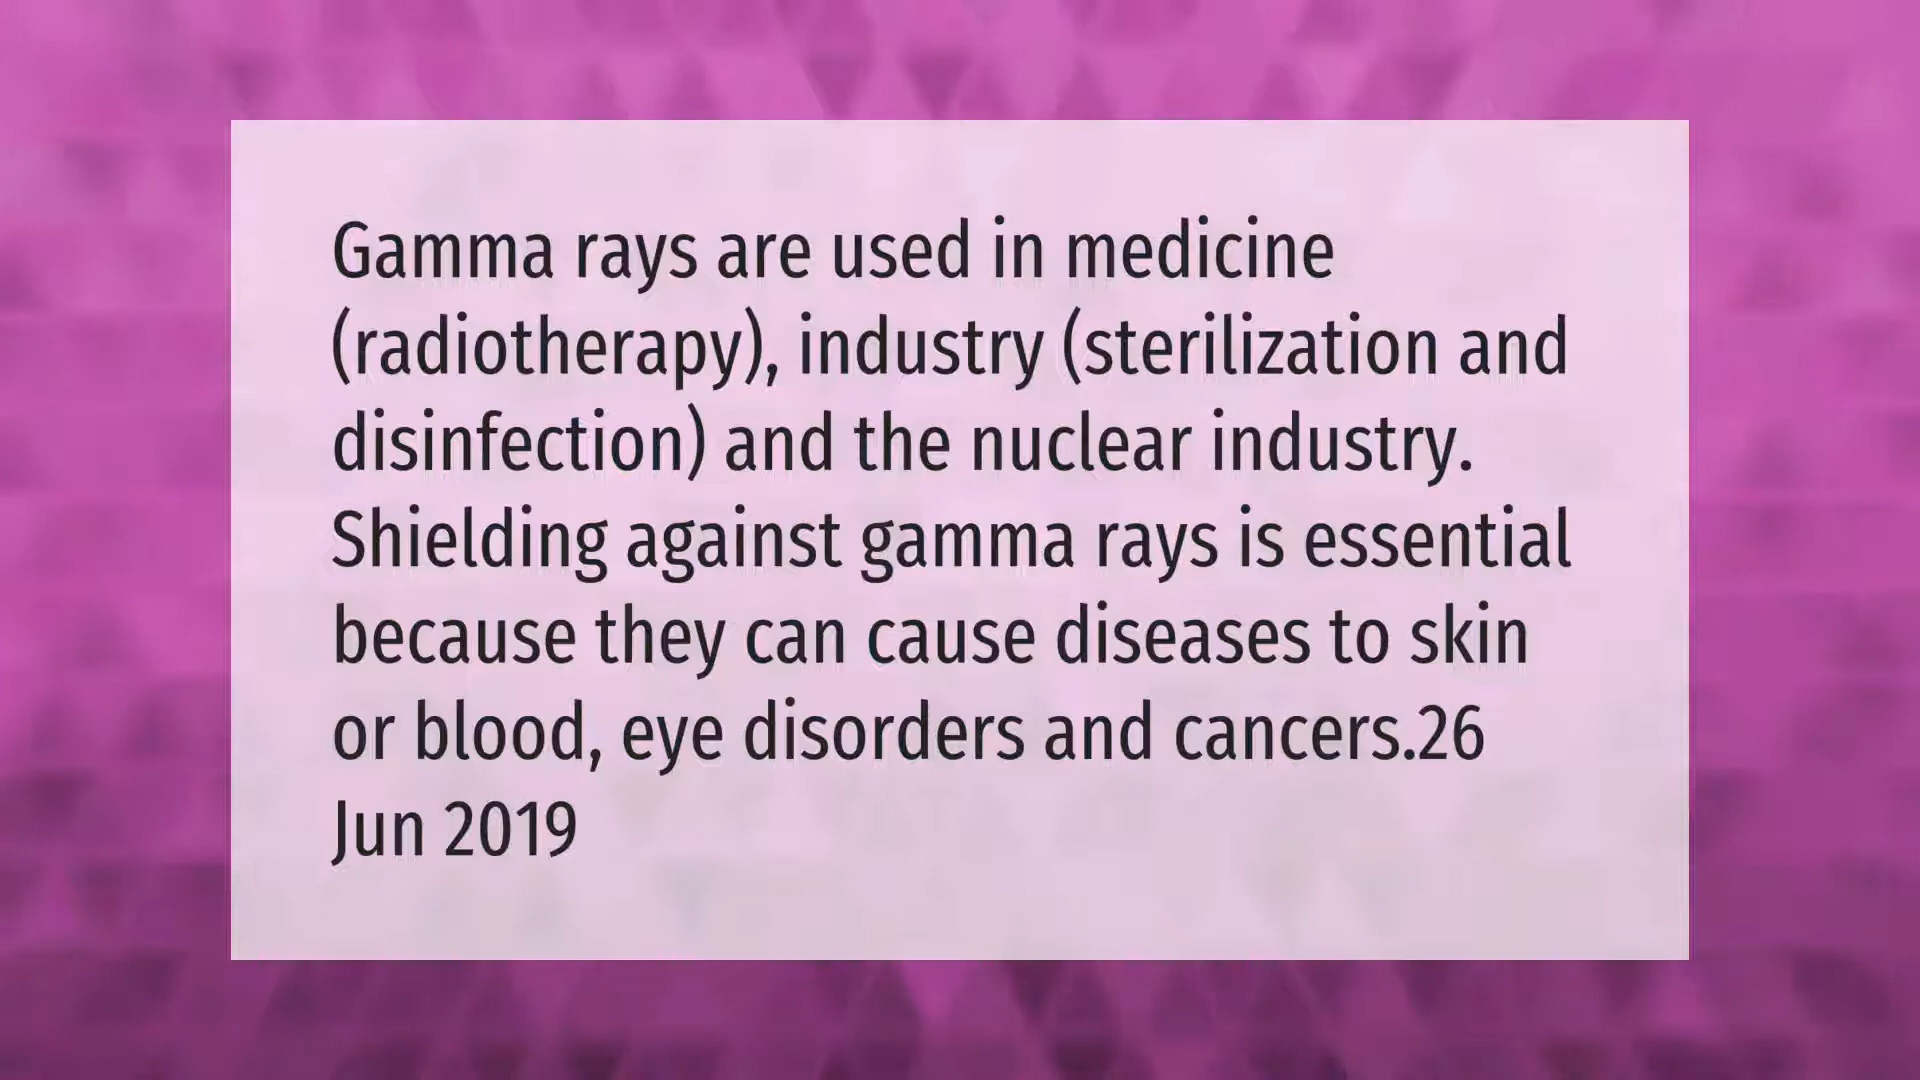 Gamma rays are used in medicine
(radiotherapy), industry (sterilization and
disinfection) and the nuclear industry.
Shielding against gamma rays is essential
because they can cause diseases to skin
or blood, eye disorders and cancers.26
Jun 2019